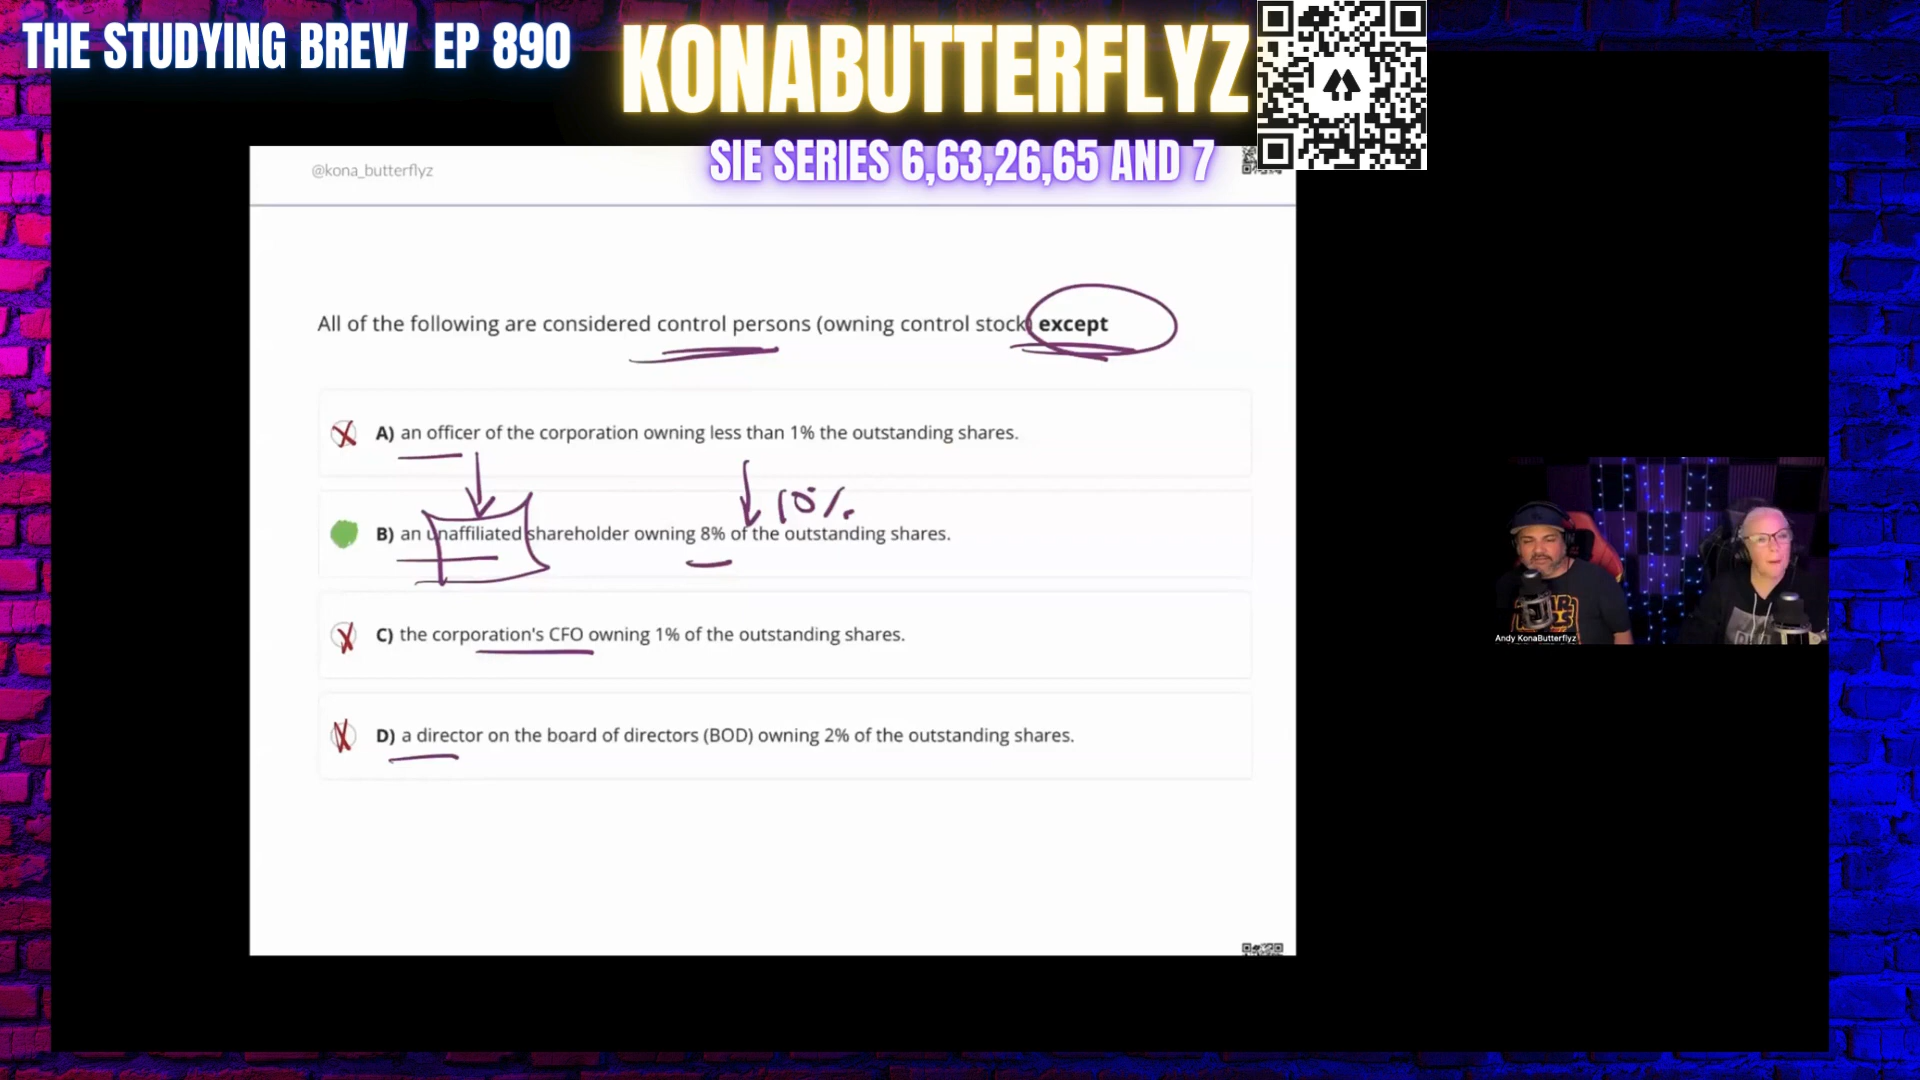 THE STUDYING BREW EP 890
KONABUTTERFLYZ
SIE SERIES 6,63,26,65 AND 7
@kona_butterflyz
All of the following are considered control persons (owning control stock) except
A) an officer of the corporation owning less than 1% the outstanding shares.
10%
B) an unaffiliated shareholder owning 8% of the outstanding shares.
C) the corporation's CFO owning 1% of the outstanding shares.
D) a director on the board of directors (BOD) owning 2% of the outstanding shares.
Andy KonaButterflyz